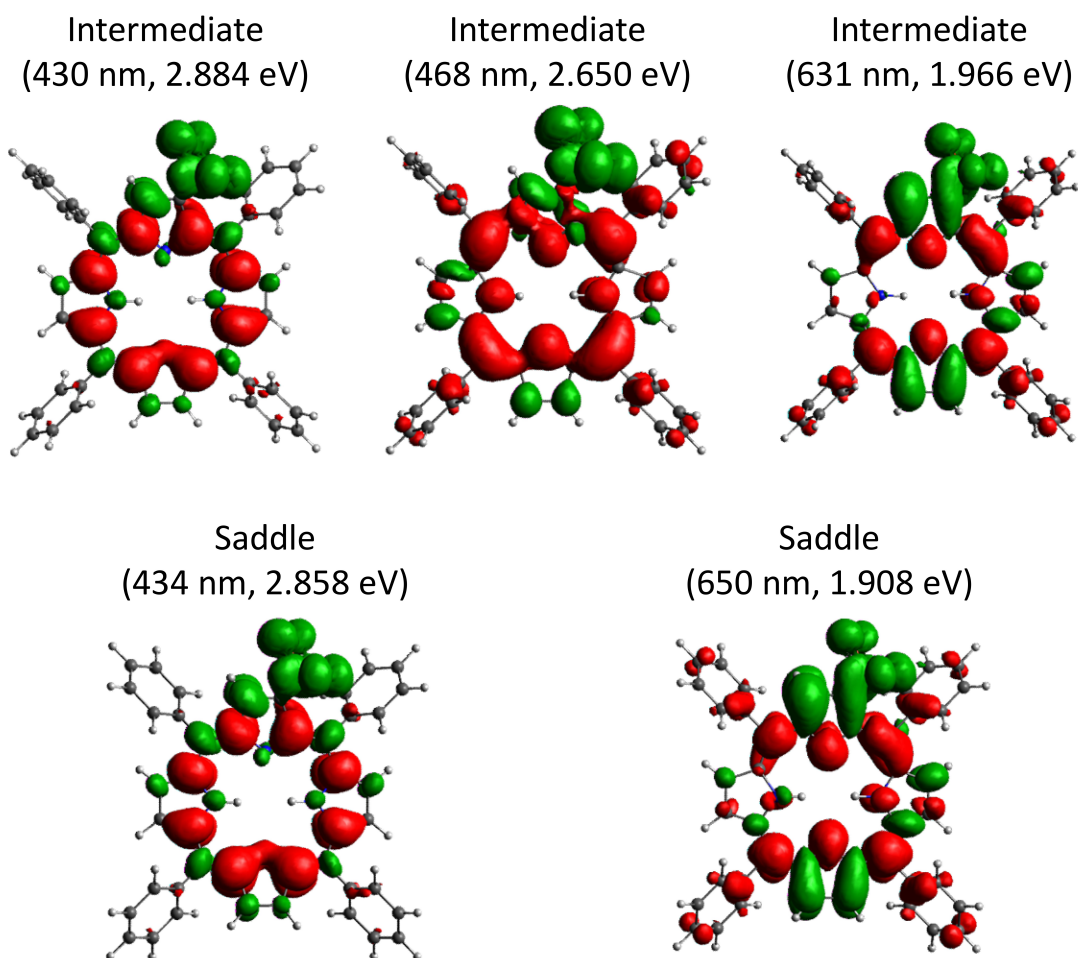 Intermediate
(430 nm, 2.884 eV)
Intermediate
(468 nm, 2.650 eV)
Intermediate
(631 nm, 1.966 eV)
Saddle
(434 nm, 2.858 eV)
Saddle
(650 nm, 1.908 eV)